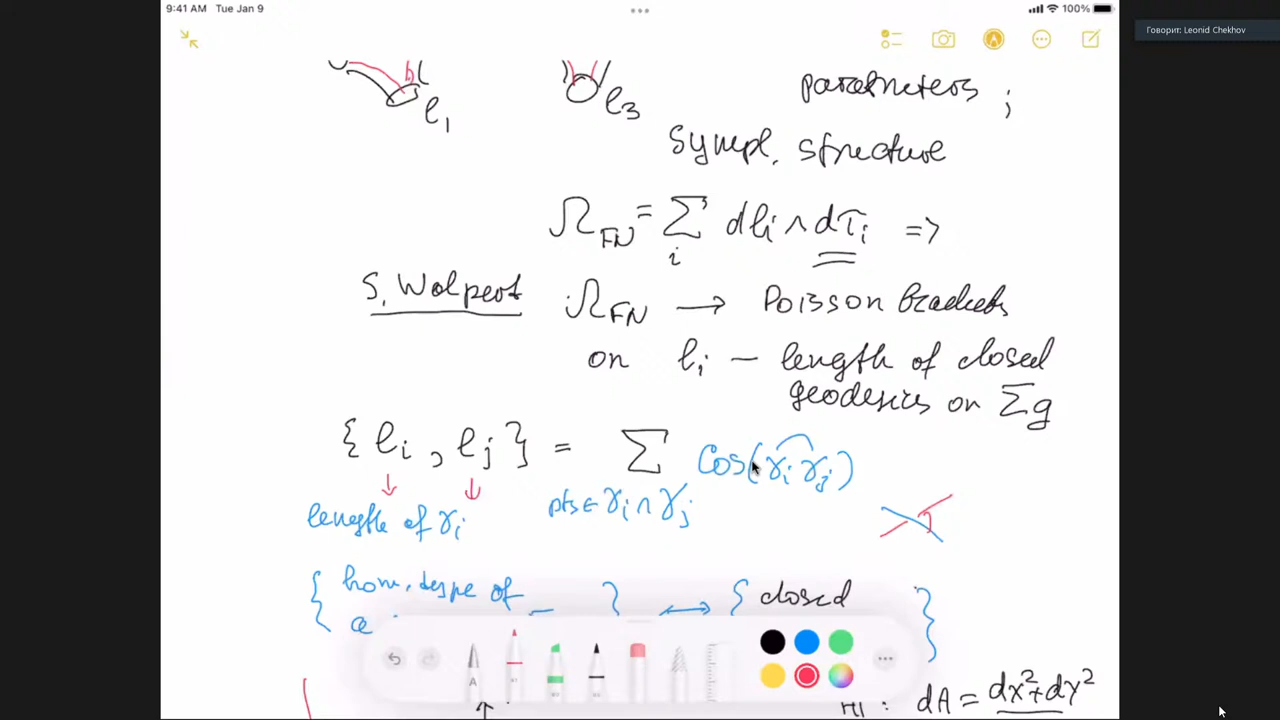 9:41 AM Tue Jan 9
100%
Говорит: Leonid Chekhov
l₁
l₃
parameters ;
Sympl. structure
Ω_FN = Σ_i dl_i ∧ dτ_i =>
S. Wolpert Ω_FN → Poisson brackets
on l_i — length of closed
geodesics on Σg
{ l_i , l_j } = Σ Cos(γ_i γ_j)
pts ∈ γ_i ∩ γ_j
length of γ_i
{ hom. type of } ↔ { closed }
A
dA = dx² + dy²